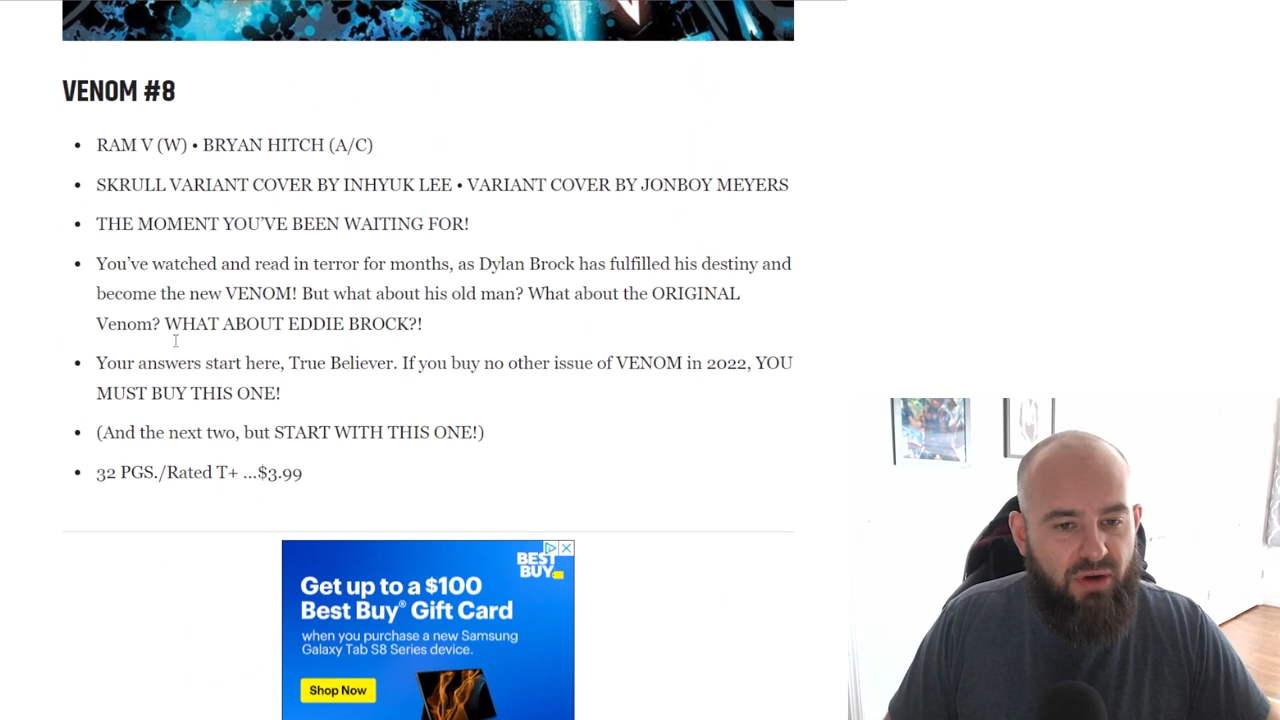 VENOM #8
• RAM V (W) • BRYAN HITCH (A/C)
• SKRULL VARIANT COVER BY INHYUK LEE • VARIANT COVER BY JONBOY MEYERS
• THE MOMENT YOU’VE BEEN WAITING FOR!
• You’ve watched and read in terror for months, as Dylan Brock has fulfilled his destiny and
become the new VENOM! But what about his old man? What about the ORIGINAL
Venom? WHAT ABOUT EDDIE BROCK?!
• Your answers start here, True Believer. If you buy no other issue of VENOM in 2022, YOU
MUST BUY THIS ONE!
• (And the next two, but START WITH THIS ONE!)
• 32 PGS./Rated T+ …$3.99
BEST
BUY
Get up to a $100
Best Buy® Gift Card
when you purchase a new Samsung
Galaxy Tab S8 Series device.
Shop Now